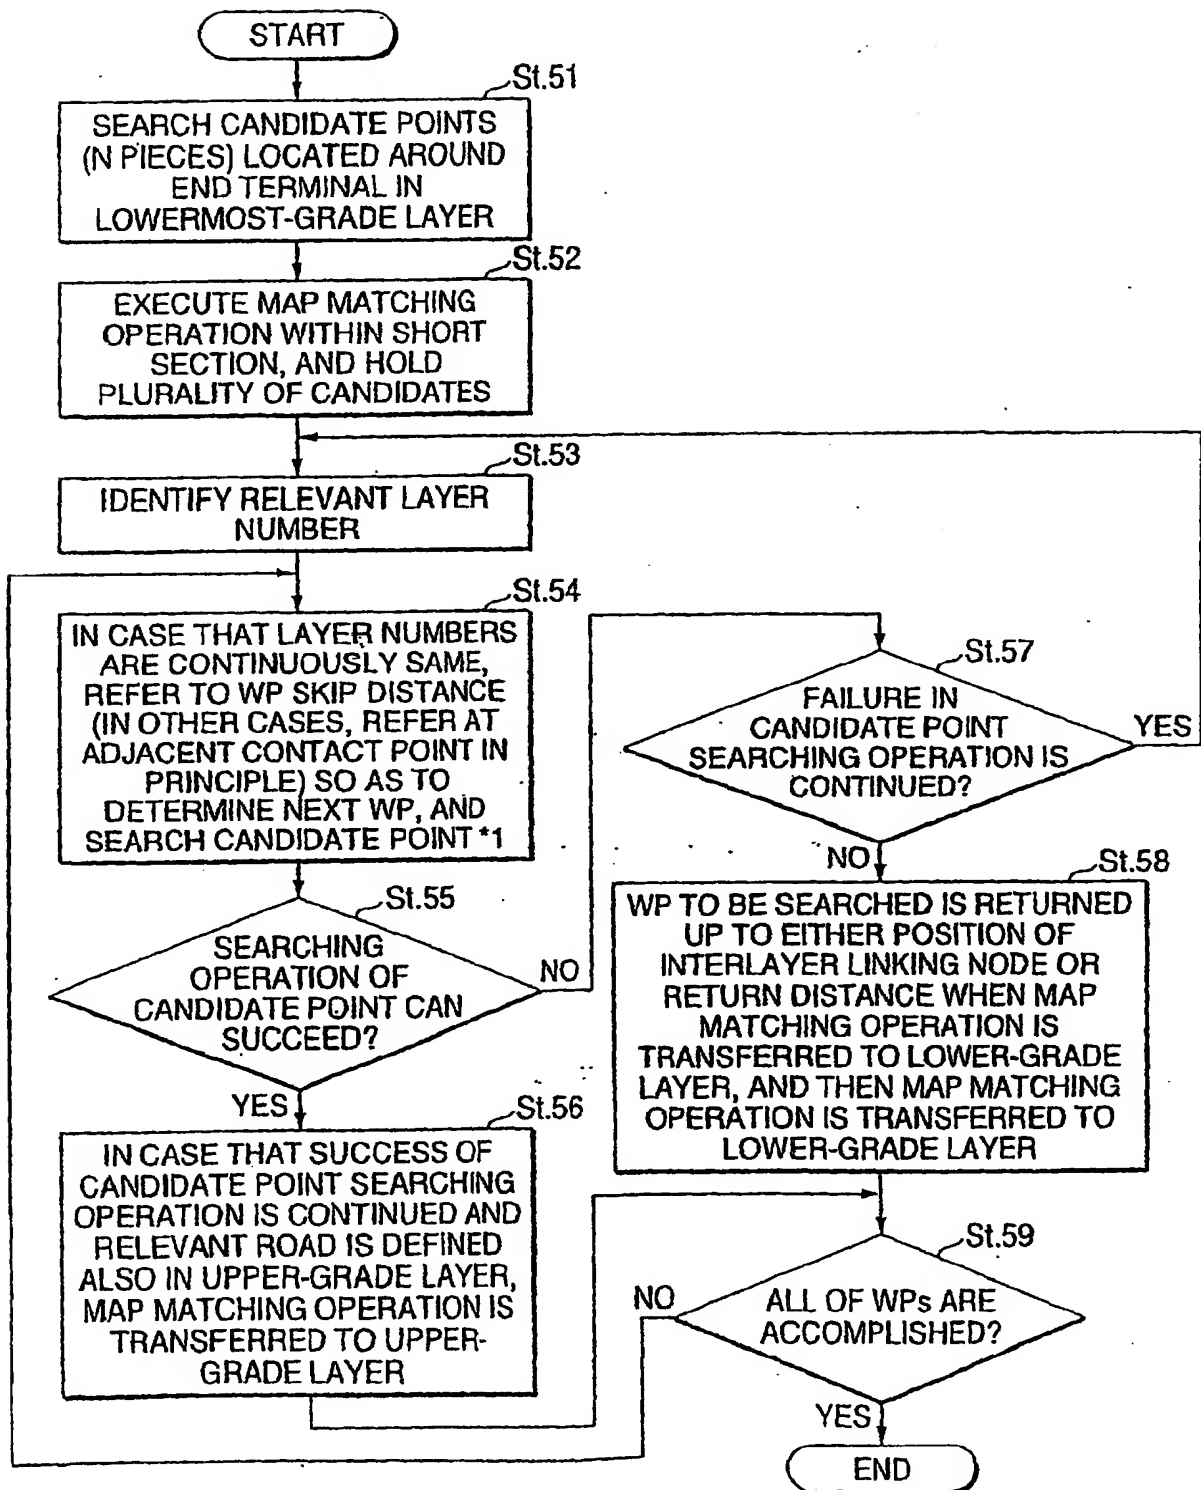 START
St.51
SEARCH CANDIDATE POINTS
(N PIECES) LOCATED AROUND
END TERMINAL IN
LOWERMOST-GRADE LAYER
St.52
EXECUTE MAP MATCHING
OPERATION WITHIN SHORT
SECTION, AND HOLD
PLURALITY OF CANDIDATES
St.53
IDENTIFY RELEVANT LAYER
NUMBER
St.54
IN CASE THAT LAYER NUMBERS
ARE CONTINUOUSLY SAME,
REFER TO WP SKIP DISTANCE
(IN OTHER CASES, REFER AT
ADJACENT CONTACT POINT IN
PRINCIPLE) SO AS TO
DETERMINE NEXT WP, AND
SEARCH CANDIDATE POINT *1
St.55
SEARCHING
OPERATION OF
CANDIDATE POINT CAN
SUCCEED?
NO
YES
St.56
IN CASE THAT SUCCESS OF
CANDIDATE POINT SEARCHING
OPERATION IS CONTINUED AND
RELEVANT ROAD IS DEFINED
ALSO IN UPPER-GRADE LAYER,
MAP MATCHING OPERATION IS
TRANSFERRED TO UPPER-
GRADE LAYER
St.57
FAILURE IN
CANDIDATE POINT
SEARCHING OPERATION IS
CONTINUED?
YES
NO
St.58
WP TO BE SEARCHED IS RETURNED
UP TO EITHER POSITION OF
INTERLAYER LINKING NODE OR
RETURN DISTANCE WHEN MAP
MATCHING OPERATION IS
TRANSFERRED TO LOWER-GRADE
LAYER, AND THEN MAP MATCHING
OPERATION IS TRANSFERRED TO
LOWER-GRADE LAYER
St.59
ALL OF WPs ARE
ACCOMPLISHED?
NO
YES
END